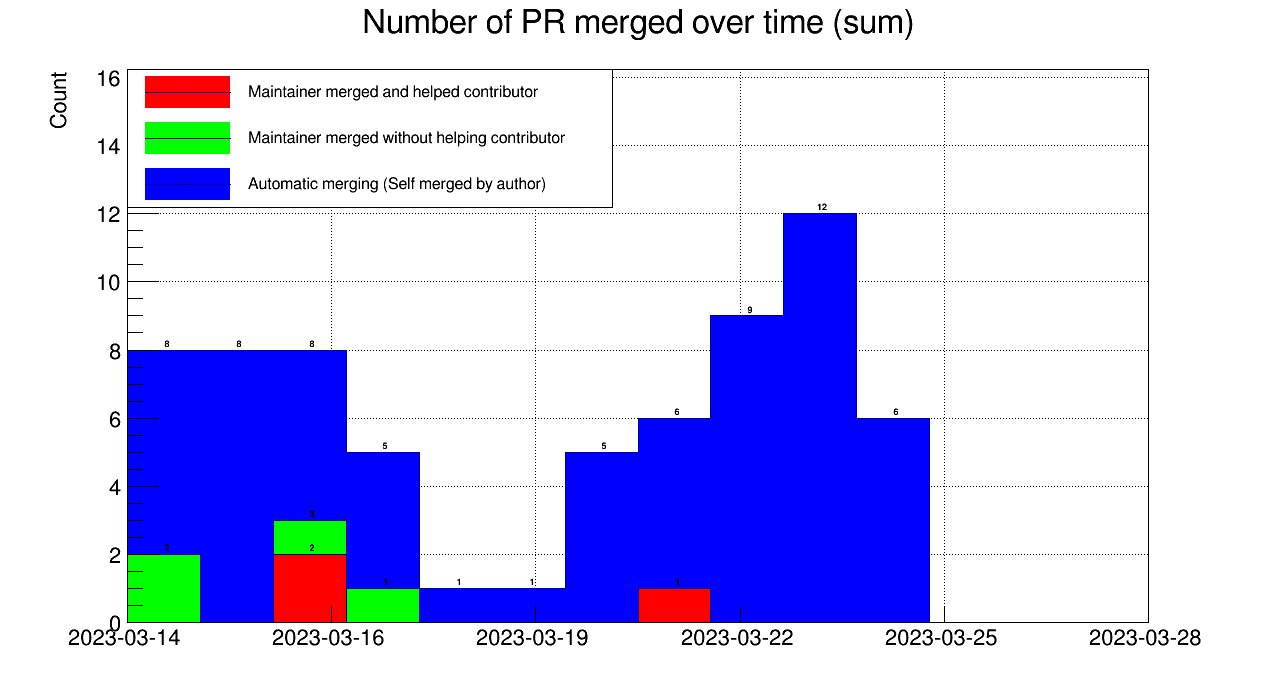 Number of PR merged over time (sum)
Count
16
14
12
10
8
6
4
2
0
Maintainer merged and helped contributor
Maintainer merged without helping contributor
Automatic merging (Self merged by author)
8 8 8 5 1 1 5 6 9 12 6
2 3 2 1 1
2023-03-14 2023-03-16 2023-03-19 2023-03-22 2023-03-25 2023-03-28